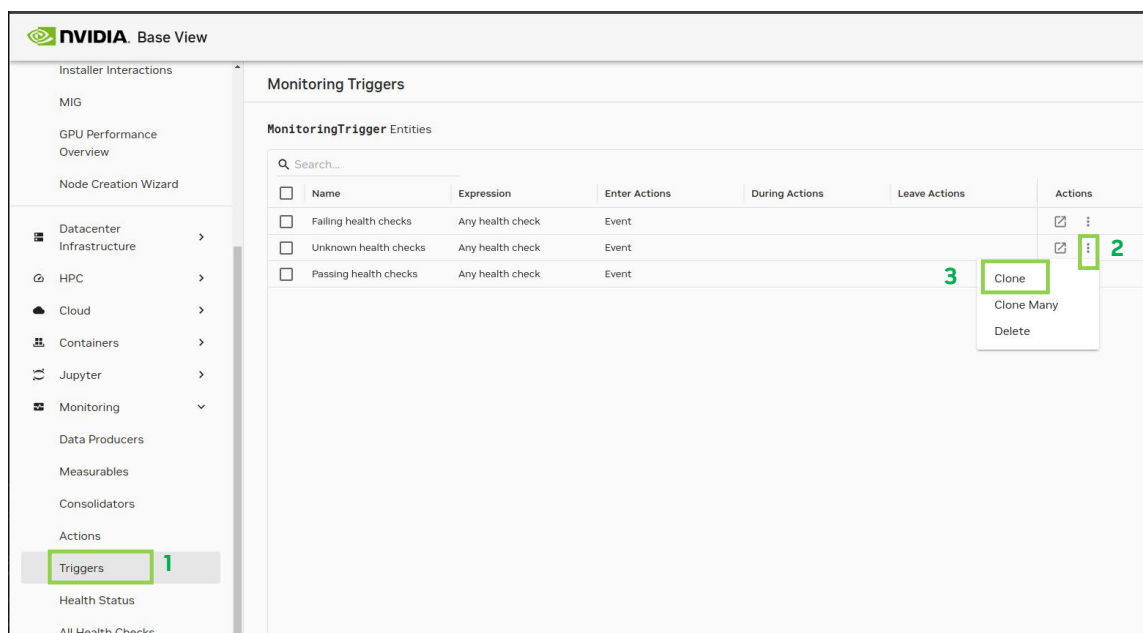 NVIDIA. Base View
Installer Interactions
MIG
GPU Performance
Overview
Node Creation Wizard
Datacenter
Infrastructure
HPC
Cloud
Containers
Jupyter
Monitoring
Data Producers
Measurables
Consolidators
Actions
Triggers
1
Health Status
All Health Checks
Monitoring Triggers
MonitoringTrigger Entities
Search...
Name Expression Enter Actions During Actions Leave Actions Actions
Failing health checks Any health check Event
Unknown health checks Any health check Event 2
Passing health checks Any health check Event
3 Clone
Clone Many
Delete